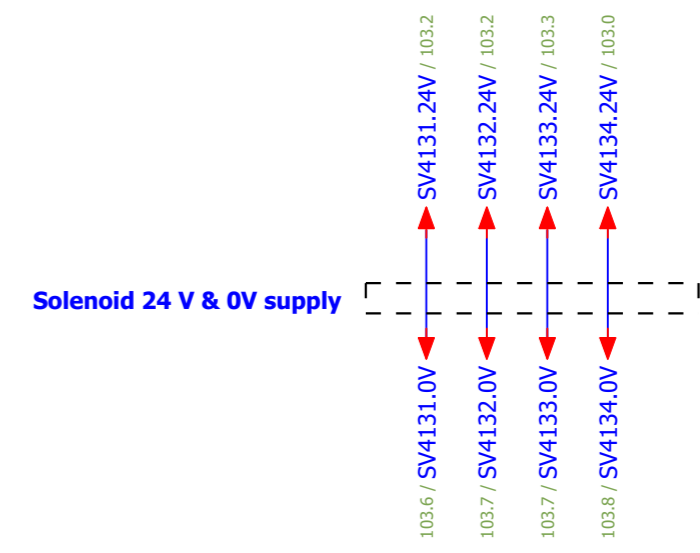 SV4131.24V / 103.2
SV4132.24V / 103.2
SV4133.24V / 103.3
SV4134.24V / 103.0
Solenoid 24 V & 0V supply
103.6 / SV4131.0V
103.7 / SV4132.0V
103.7 / SV4133.0V
103.8 / SV4134.0V